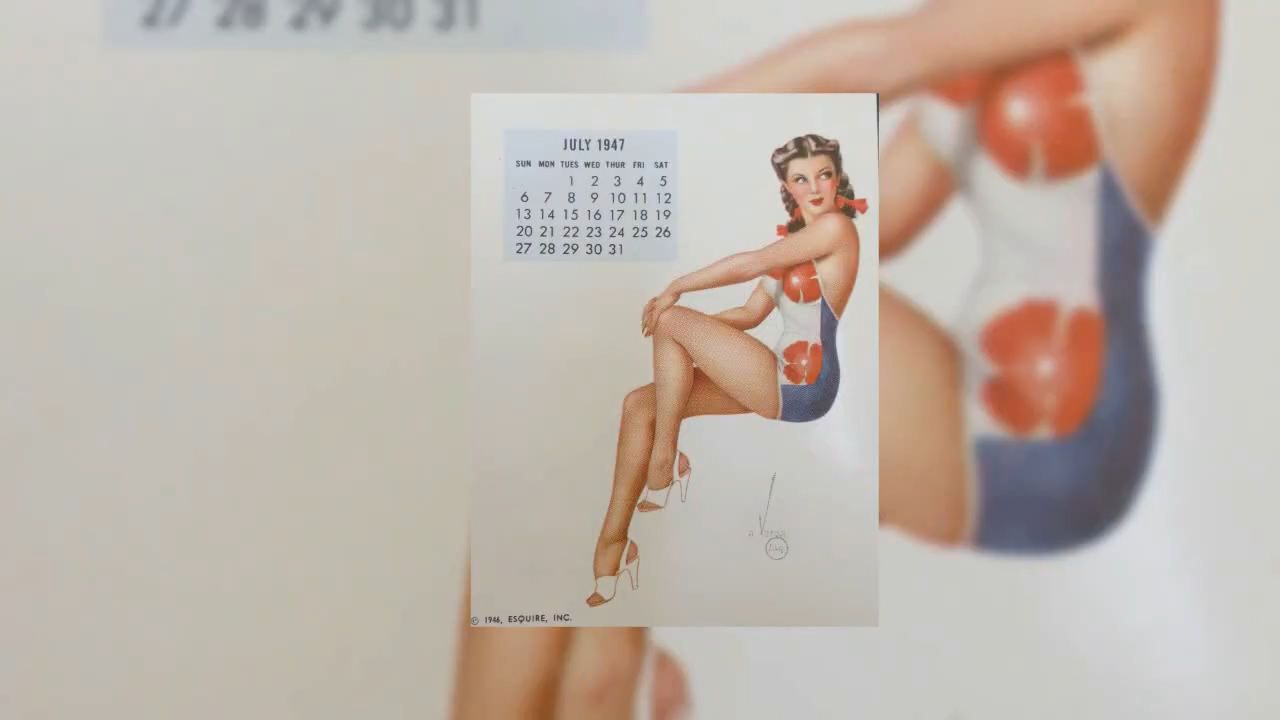 27 28 29 30 31
JULY 1947
SUN MON TUES WED THUR FRI SAT
1 2 3 4 5
6 7 8 9 10 11 12
13 14 15 16 17 18 19
20 21 22 23 24 25 26
27 28 29 30 31
© 1946, ESQUIRE, INC.